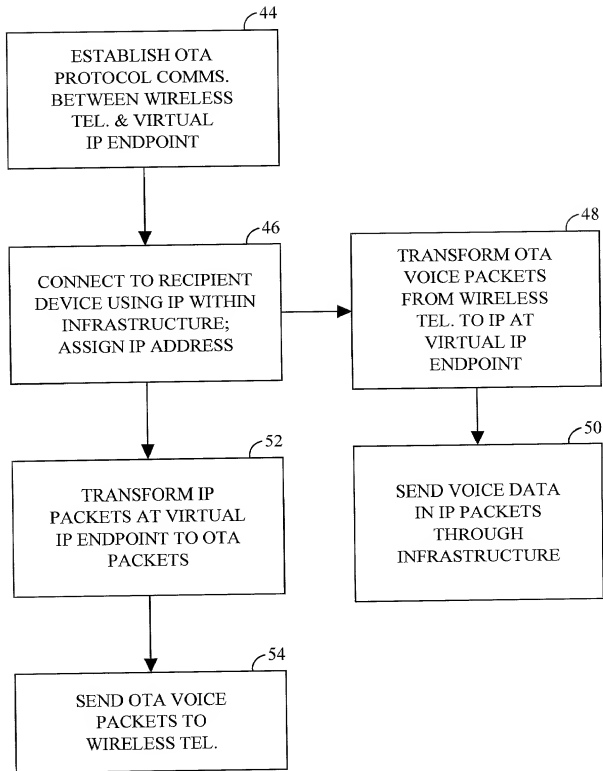 44
ESTABLISH OTA
PROTOCOL COMMS.
BETWEEN WIRELESS
TEL. & VIRTUAL
IP ENDPOINT
46
CONNECT TO RECIPIENT
DEVICE USING IP WITHIN
INFRASTRUCTURE;
ASSIGN IP ADDRESS
48
TRANSFORM OTA
VOICE PACKETS
FROM WIRELESS
TEL. TO IP AT
VIRTUAL IP
ENDPOINT
50
SEND VOICE DATA
IN IP PACKETS
THROUGH
INFRASTRUCTURE
52
TRANSFORM IP
PACKETS AT VIRTUAL
IP ENDPOINT TO OTA
PACKETS
54
SEND OTA VOICE
PACKETS TO
WIRELESS TEL.